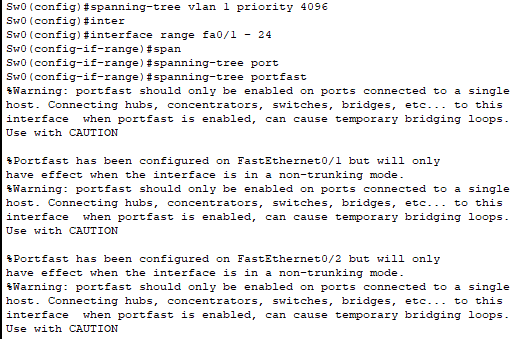 Sw0(config)#spanning-tree vlan 1 priority 4096
Sw0(config)#inter
Sw0(config)#interface range fa0/1 - 24
Sw0(config-if-range)#span
Sw0(config-if-range)#spanning-tree port
Sw0(config-if-range)#spanning-tree portfast
%Warning: portfast should only be enabled on ports connected to a single
host. Connecting hubs, concentrators, switches, bridges, etc... to this
interface  when portfast is enabled, can cause temporary bridging loops.
Use with CAUTION

%Portfast has been configured on FastEthernet0/1 but will only
have effect when the interface is in a non-trunking mode.
%Warning: portfast should only be enabled on ports connected to a single
host. Connecting hubs, concentrators, switches, bridges, etc... to this
interface  when portfast is enabled, can cause temporary bridging loops.
Use with CAUTION

%Portfast has been configured on FastEthernet0/2 but will only
have effect when the interface is in a non-trunking mode.
%Warning: portfast should only be enabled on ports connected to a single
host. Connecting hubs, concentrators, switches, bridges, etc... to this
interface  when portfast is enabled, can cause temporary bridging loops.
Use with CAUTION